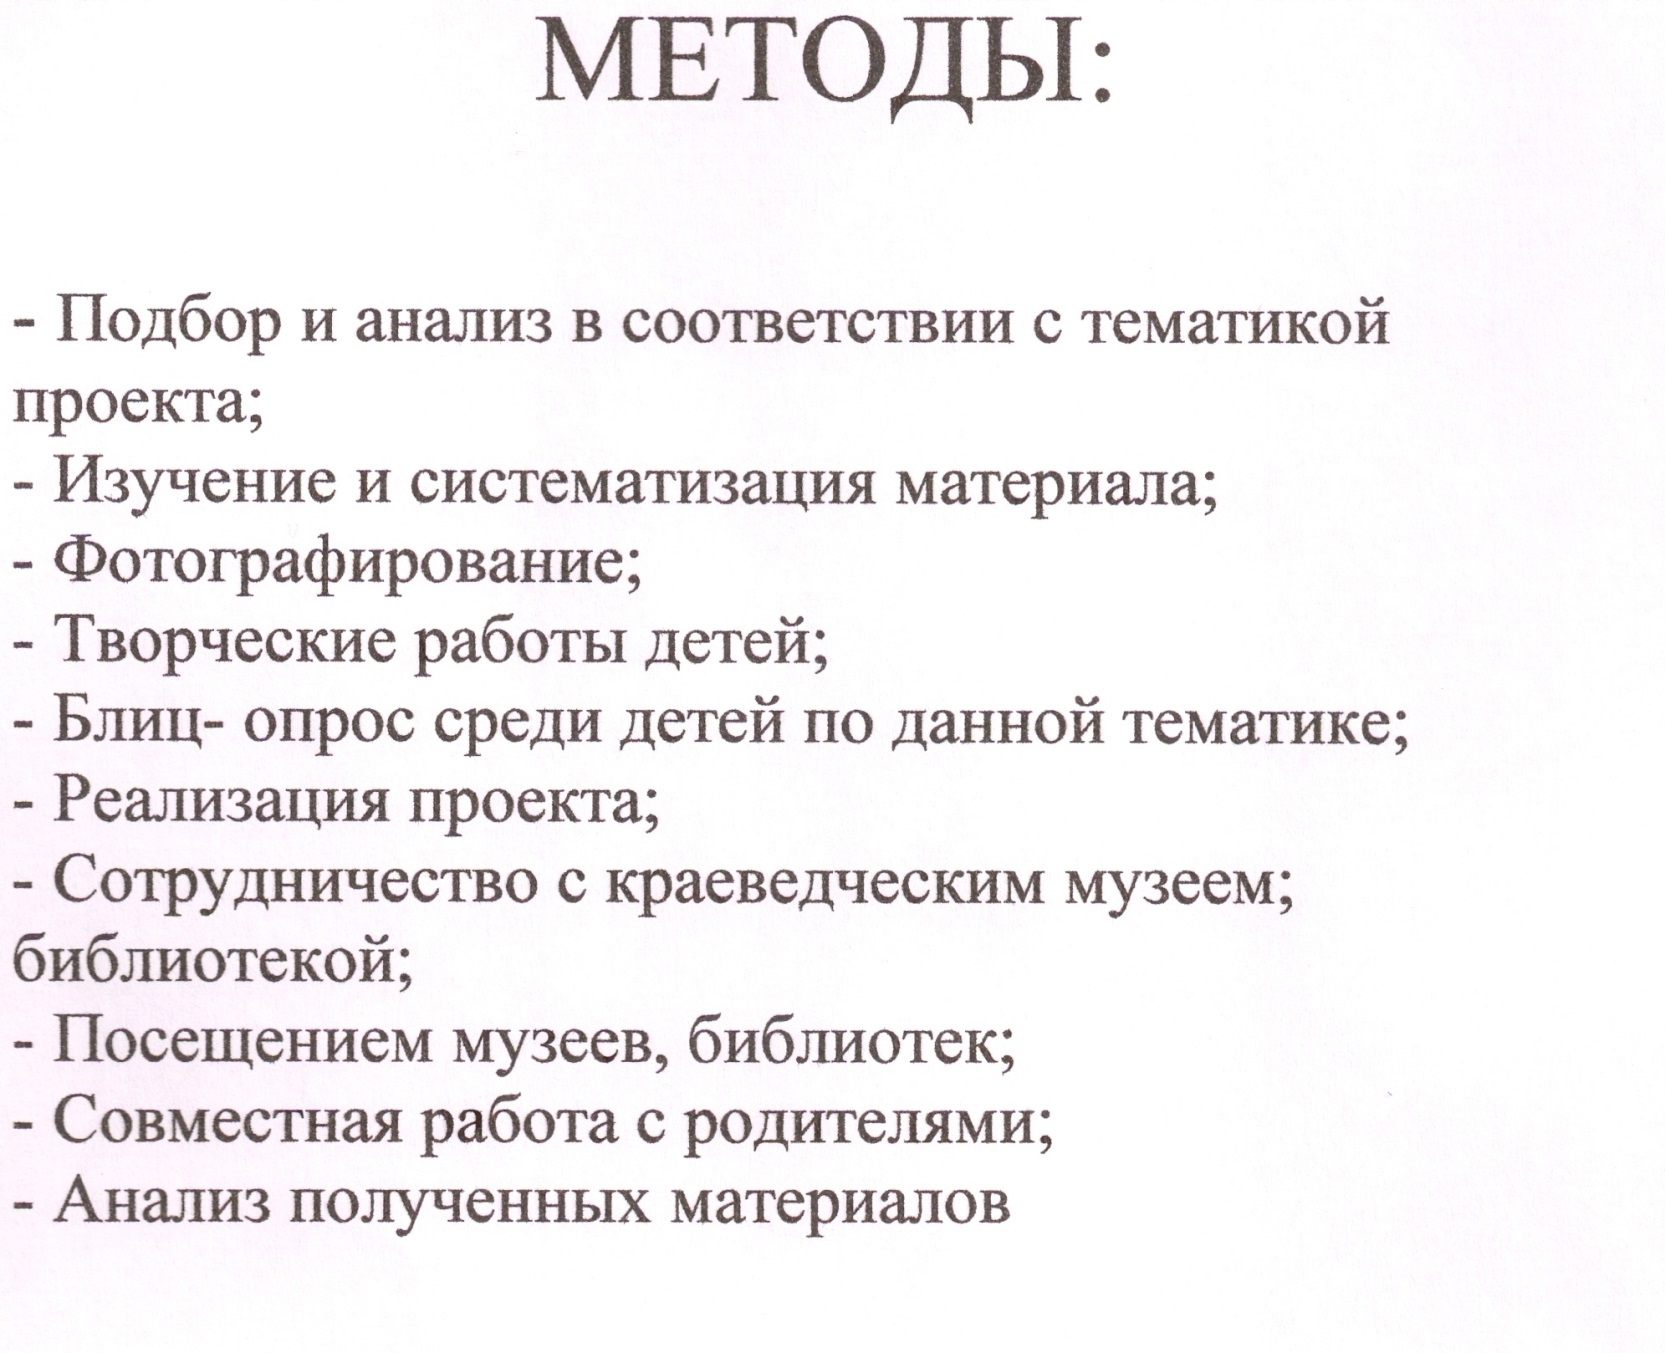 МЕТОДЫ:
- Подбор и анализ в соответствии с тематикой
проекта;
- Изучение и систематизация материала;
- Фотографирование;
- Творческие работы детей;
- Блиц- опрос среди детей по данной тематике;
- Реализация проекта;
- Сотрудничество с краеведческим музеем;
библиотекой;
- Посещением музеев, библиотек;
- Совместная работа с родителями;
- Анализ полученных материалов